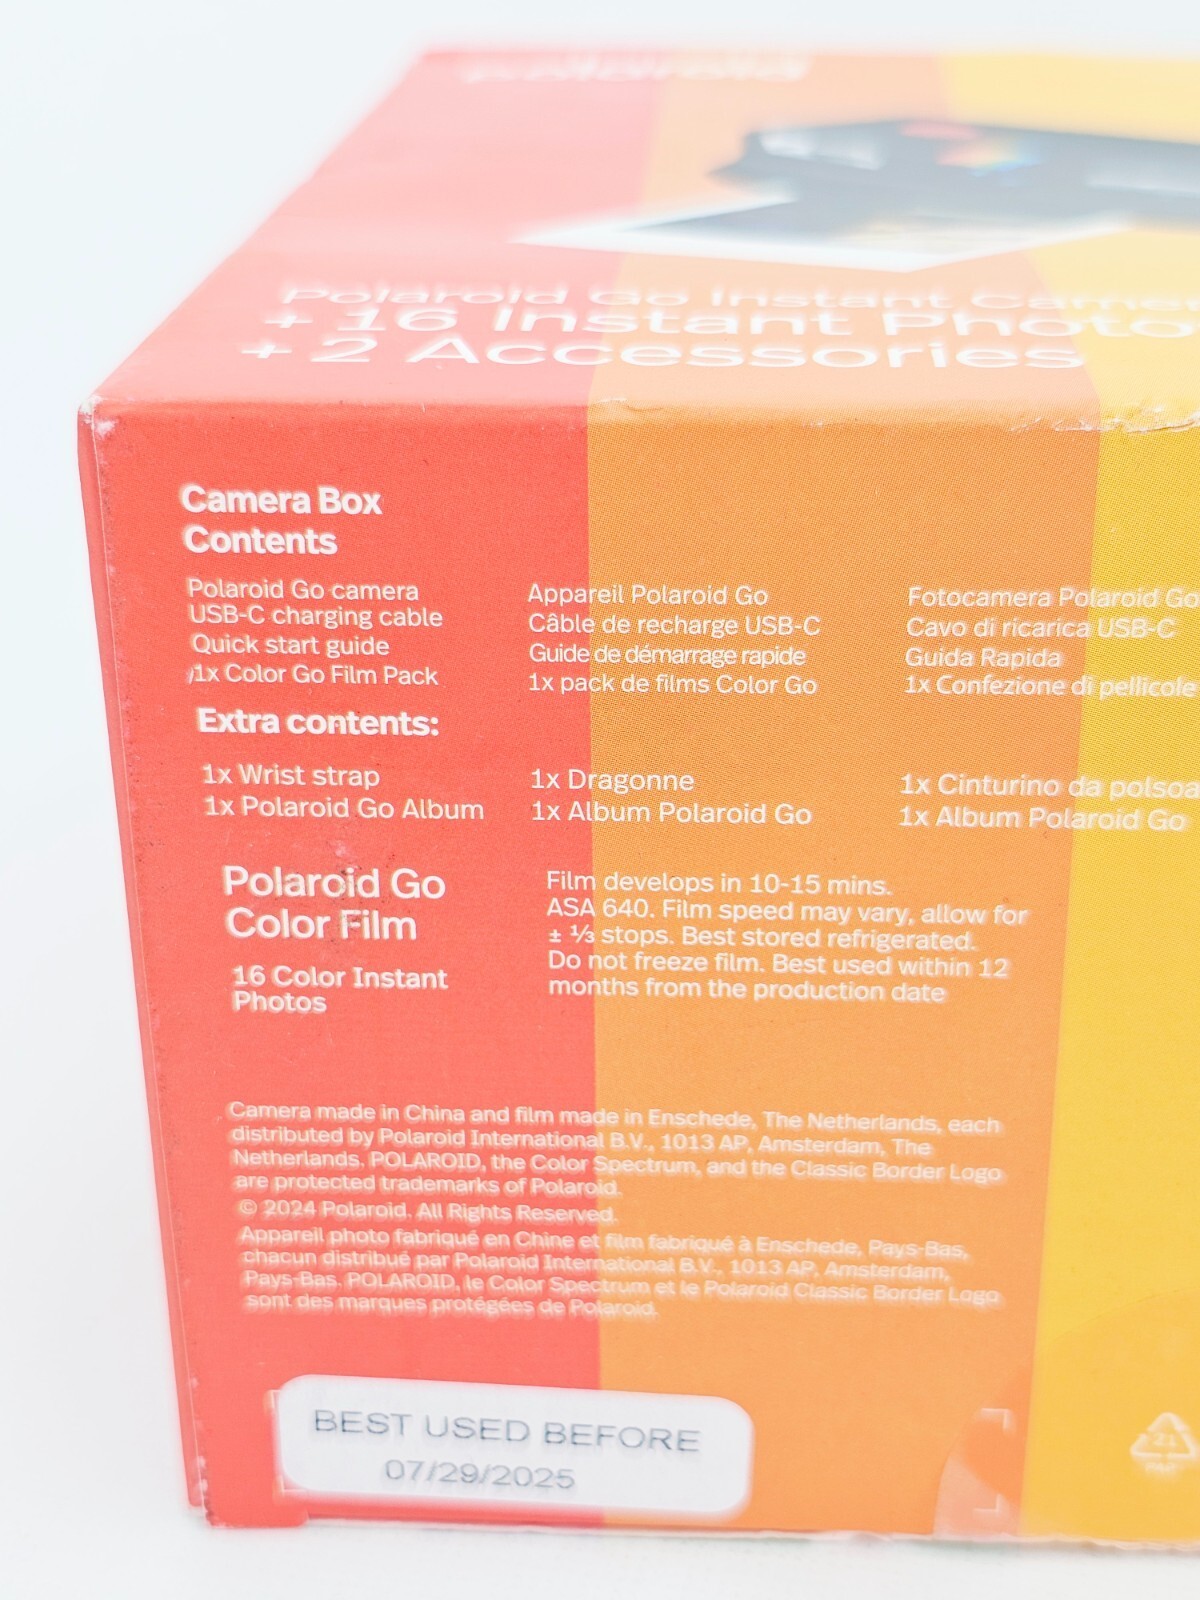 Polaroid
Polaroid Go Instant Camer
+ 16 Instant Photo
+ 2 Accessories
Camera Box
Contents
Polaroid Go camera
USB-C charging cable
Quick start guide
1x Color Go Film Pack
Appareil Polaroid Go
Câble de recharge USB-C
Guide de démarrage rapide
1x pack de films Color Go
Fotocamera Polaroid Go
Cavo di ricarica USB-C
Guida Rapida
1x Confezione di pellicole
Extra contents:
1x Wrist strap
1x Polaroid Go Album
1x Dragonne
1x Album Polaroid Go
1x Cinturino da polsoa
1x Album Polaroid Go
Polaroid Go
Color Film
16 Color Instant
Photos
Film develops in 10-15 mins.
ASA 640. Film speed may vary, allow for
± ⅓ stops. Best stored refrigerated.
Do not freeze film. Best used within 12
months from the production date
Camera made in China and film made in Enschede, The Netherlands, each
distributed by Polaroid International B.V., 1013 AP, Amsterdam, The
Netherlands. POLAROID, the Color Spectrum, and the Classic Border Logo
are protected trademarks of Polaroid.
© 2024 Polaroid. All Rights Reserved.
Appareil photo fabriqué en Chine et film fabriqué à Enschede, Pays-Bas,
chacun distribué par Polaroid International B.V., 1013 AP, Amsterdam,
Pays-Bas. POLAROID, le Color Spectrum et le Polaroid Classic Border Logo
sont des marques protégées de Polaroid.
BEST USED BEFORE
07/29/2025
21
PAP